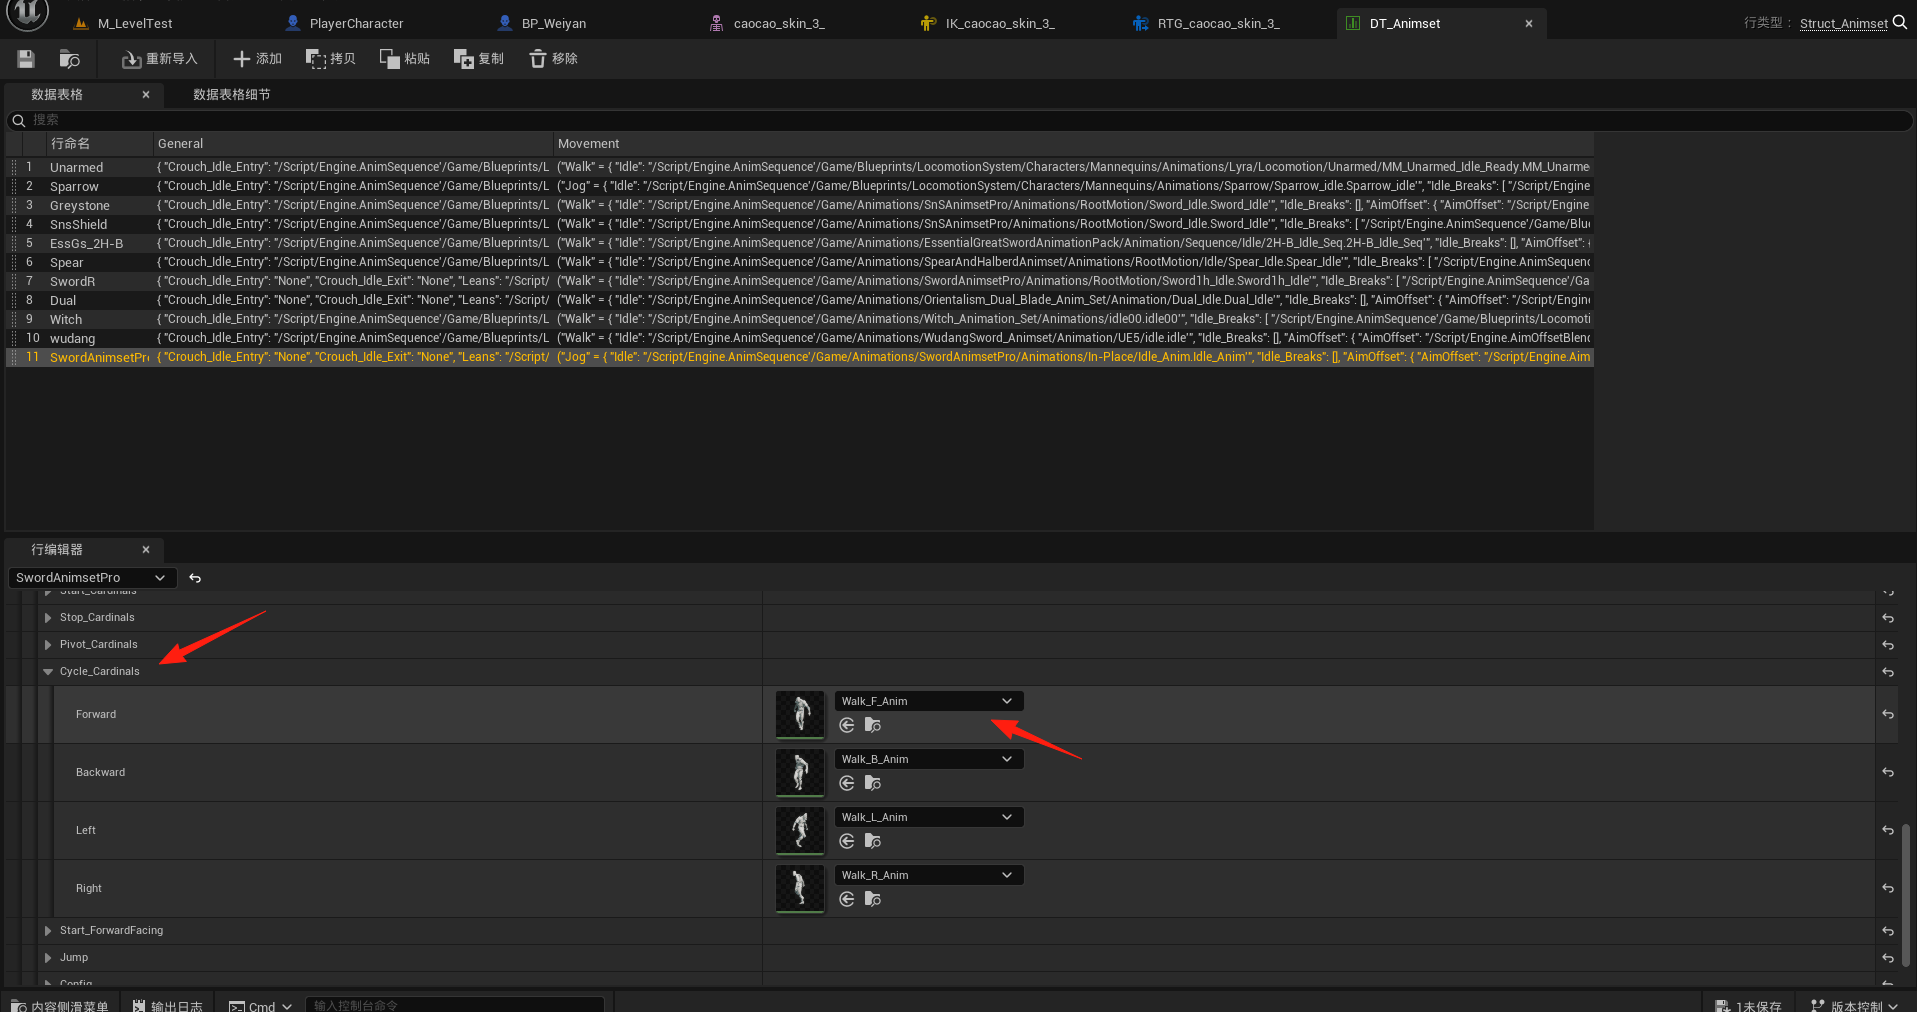 M_LevelTest
PlayerCharacter
BP_Weiyan
caocao_skin_3_
IK_caocao_skin_3_
RTG_caocao_skin_3_
DT_Animset
行类型：
Struct_Animset
重新导入
添加
拷贝
粘贴
复制
移除
数据表格
数据表格细节
搜索
行命名 General Movement
1 Unarmed { "Crouch_Idle_Entry": "/Script/Engine.AnimSequence'/Game/Blueprints/L ("Walk" = { "Idle": "/Script/Engine.AnimSequence'/Game/Blueprints/LocomotionSystem/Characters/Mannequins/Animations/Lyra/Locomotion/Unarmed/MM_Unarmed_Idle_Ready.MM_Unarme
2 Sparrow { "Crouch_Idle_Entry": "/Script/Engine.AnimSequence'/Game/Blueprints/L ("Jog" = { "Idle": "/Script/Engine.AnimSequence'/Game/Blueprints/LocomotionSystem/Characters/Mannequins/Animations/Sparrow/Sparrow_idle.Sparrow_idle'", "Idle_Breaks": [ "/Script/Engine
3 Greystone { "Crouch_Idle_Entry": "/Script/Engine.AnimSequence'/Game/Blueprints/L ("Walk" = { "Idle": "/Script/Engine.AnimSequence'/Game/Animations/SnSAnimsetPro/Animations/RootMotion/Sword_Idle.Sword_Idle'", "Idle_Breaks": [], "AimOffset": { "AimOffset": "/Script/Engine
4 SnsShield { "Crouch_Idle_Entry": "/Script/Engine.AnimSequence'/Game/Blueprints/L ("Walk" = { "Idle": "/Script/Engine.AnimSequence'/Game/Animations/SnSAnimsetPro/Animations/RootMotion/Sword_Idle.Sword_Idle'", "Idle_Breaks": [ "/Script/Engine.AnimSequence'/Game/Blue
5 EssGs_2H-B { "Crouch_Idle_Entry": "/Script/Engine.AnimSequence'/Game/Blueprints/L ("Walk" = { "Idle": "/Script/Engine.AnimSequence'/Game/Animations/EssentialGreatSwordAnimationPack/Animation/Sequence/Idle/2H-B_Idle_Seq.2H-B_Idle_Seq'", "Idle_Breaks": [], "AimOffset": {
6 Spear { "Crouch_Idle_Entry": "/Script/Engine.AnimSequence'/Game/Blueprints/L ("Walk" = { "Idle": "/Script/Engine.AnimSequence'/Game/Animations/SpearAndHalberdAnimset/Animations/RootMotion/Idle/Spear_Idle.Spear_Idle'", "Idle_Breaks": [ "/Script/Engine.AnimSequenc
7 SwordR { "Crouch_Idle_Entry": "None", "Crouch_Idle_Exit": "None", "Leans": "/Script/ ("Walk" = { "Idle": "/Script/Engine.AnimSequence'/Game/Animations/SwordAnimsetPro/Animations/RootMotion/Sword1h_Idle.Sword1h_Idle'", "Idle_Breaks": [ "/Script/Engine.AnimSequence'/Ga
8 Dual { "Crouch_Idle_Entry": "None", "Crouch_Idle_Exit": "None", "Leans": "/Script/ ("Walk" = { "Idle": "/Script/Engine.AnimSequence'/Game/Animations/Orientalism_Dual_Blade_Anim_Set/Animation/Dual_Idle.Dual_Idle'", "Idle_Breaks": [], "AimOffset": { "AimOffset": "/Script/Engin
9 Witch { "Crouch_Idle_Entry": "/Script/Engine.AnimSequence'/Game/Blueprints/L ("Walk" = { "Idle": "/Script/Engine.AnimSequence'/Game/Animations/Witch_Animation_Set/Animations/idle00.idle00'", "Idle_Breaks": [ "/Script/Engine.AnimSequence'/Game/Blueprints/Locomoti
10 wudang { "Crouch_Idle_Entry": "/Script/Engine.AnimSequence'/Game/Blueprints/L ("Walk" = { "Idle": "/Script/Engine.AnimSequence'/Game/Animations/WudangSword_Animset/Animation/UE5/idle.idle'", "Idle_Breaks": [], "AimOffset": { "AimOffset": "/Script/Engine.AimOffsetBlen
11 SwordAnimsetPr { "Crouch_Idle_Entry": "None", "Crouch_Idle_Exit": "None", "Leans": "/Script/ ("Jog" = { "Idle": "/Script/Engine.AnimSequence'/Game/Animations/SwordAnimsetPro/Animations/In-Place/Idle_Anim.Idle_Anim'", "Idle_Breaks": [], "AimOffset": { "AimOffset": "/Script/Engine.Aim
行编辑器
SwordAnimsetPro
Start_Cardinals
Stop_Cardinals
Pivot_Cardinals
Cycle_Cardinals
Forward
Walk_F_Anim
Backward
Walk_B_Anim
Left
Walk_L_Anim
Right
Walk_R_Anim
Start_ForwardFacing
Jump
Config
内容侧滑菜单
输出日志
Cmd
输入控制台命令
1未保存
版本控制